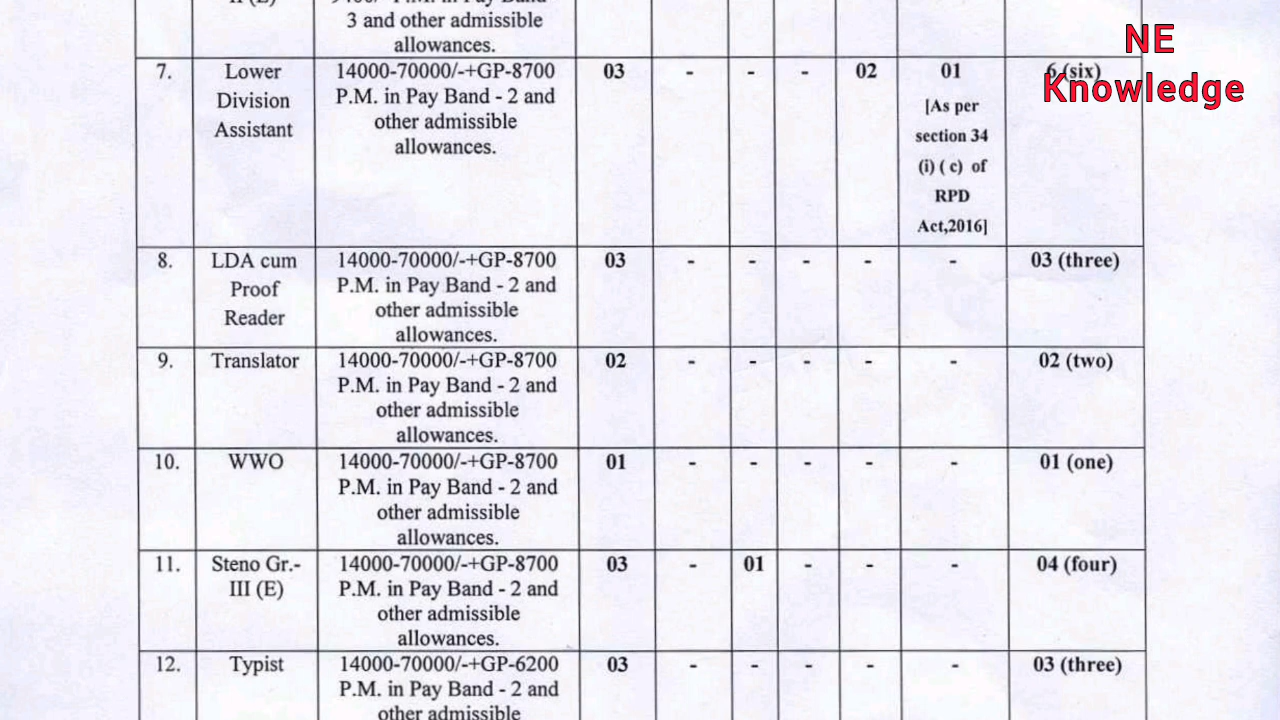 3 and other admissible
allowances.
NE
Knowledge
7. Lower 14000-70000/-+GP-8700 03 - - - 02 01 6 (six)
Division P.M. in Pay Band - 2 and [As per
Assistant other admissible section 34
allowances. (i) ( c) of
RPD
Act,2016]
8. LDA cum 14000-70000/-+GP-8700 03 - - - - - 03 (three)
Proof P.M. in Pay Band - 2 and
Reader other admissible
allowances.
9. Translator 14000-70000/-+GP-8700 02 - - - - - 02 (two)
P.M. in Pay Band - 2 and
other admissible
allowances.
10. WWO 14000-70000/-+GP-8700 01 - - - - - 01 (one)
P.M. in Pay Band - 2 and
other admissible
allowances.
11. Steno Gr.- 14000-70000/-+GP-8700 03 - 01 - - - 04 (four)
III (E) P.M. in Pay Band - 2 and
other admissible
allowances.
12. Typist 14000-70000/-+GP-6200 03 - - - - - 03 (three)
P.M. in Pay Band - 2 and
other admissible